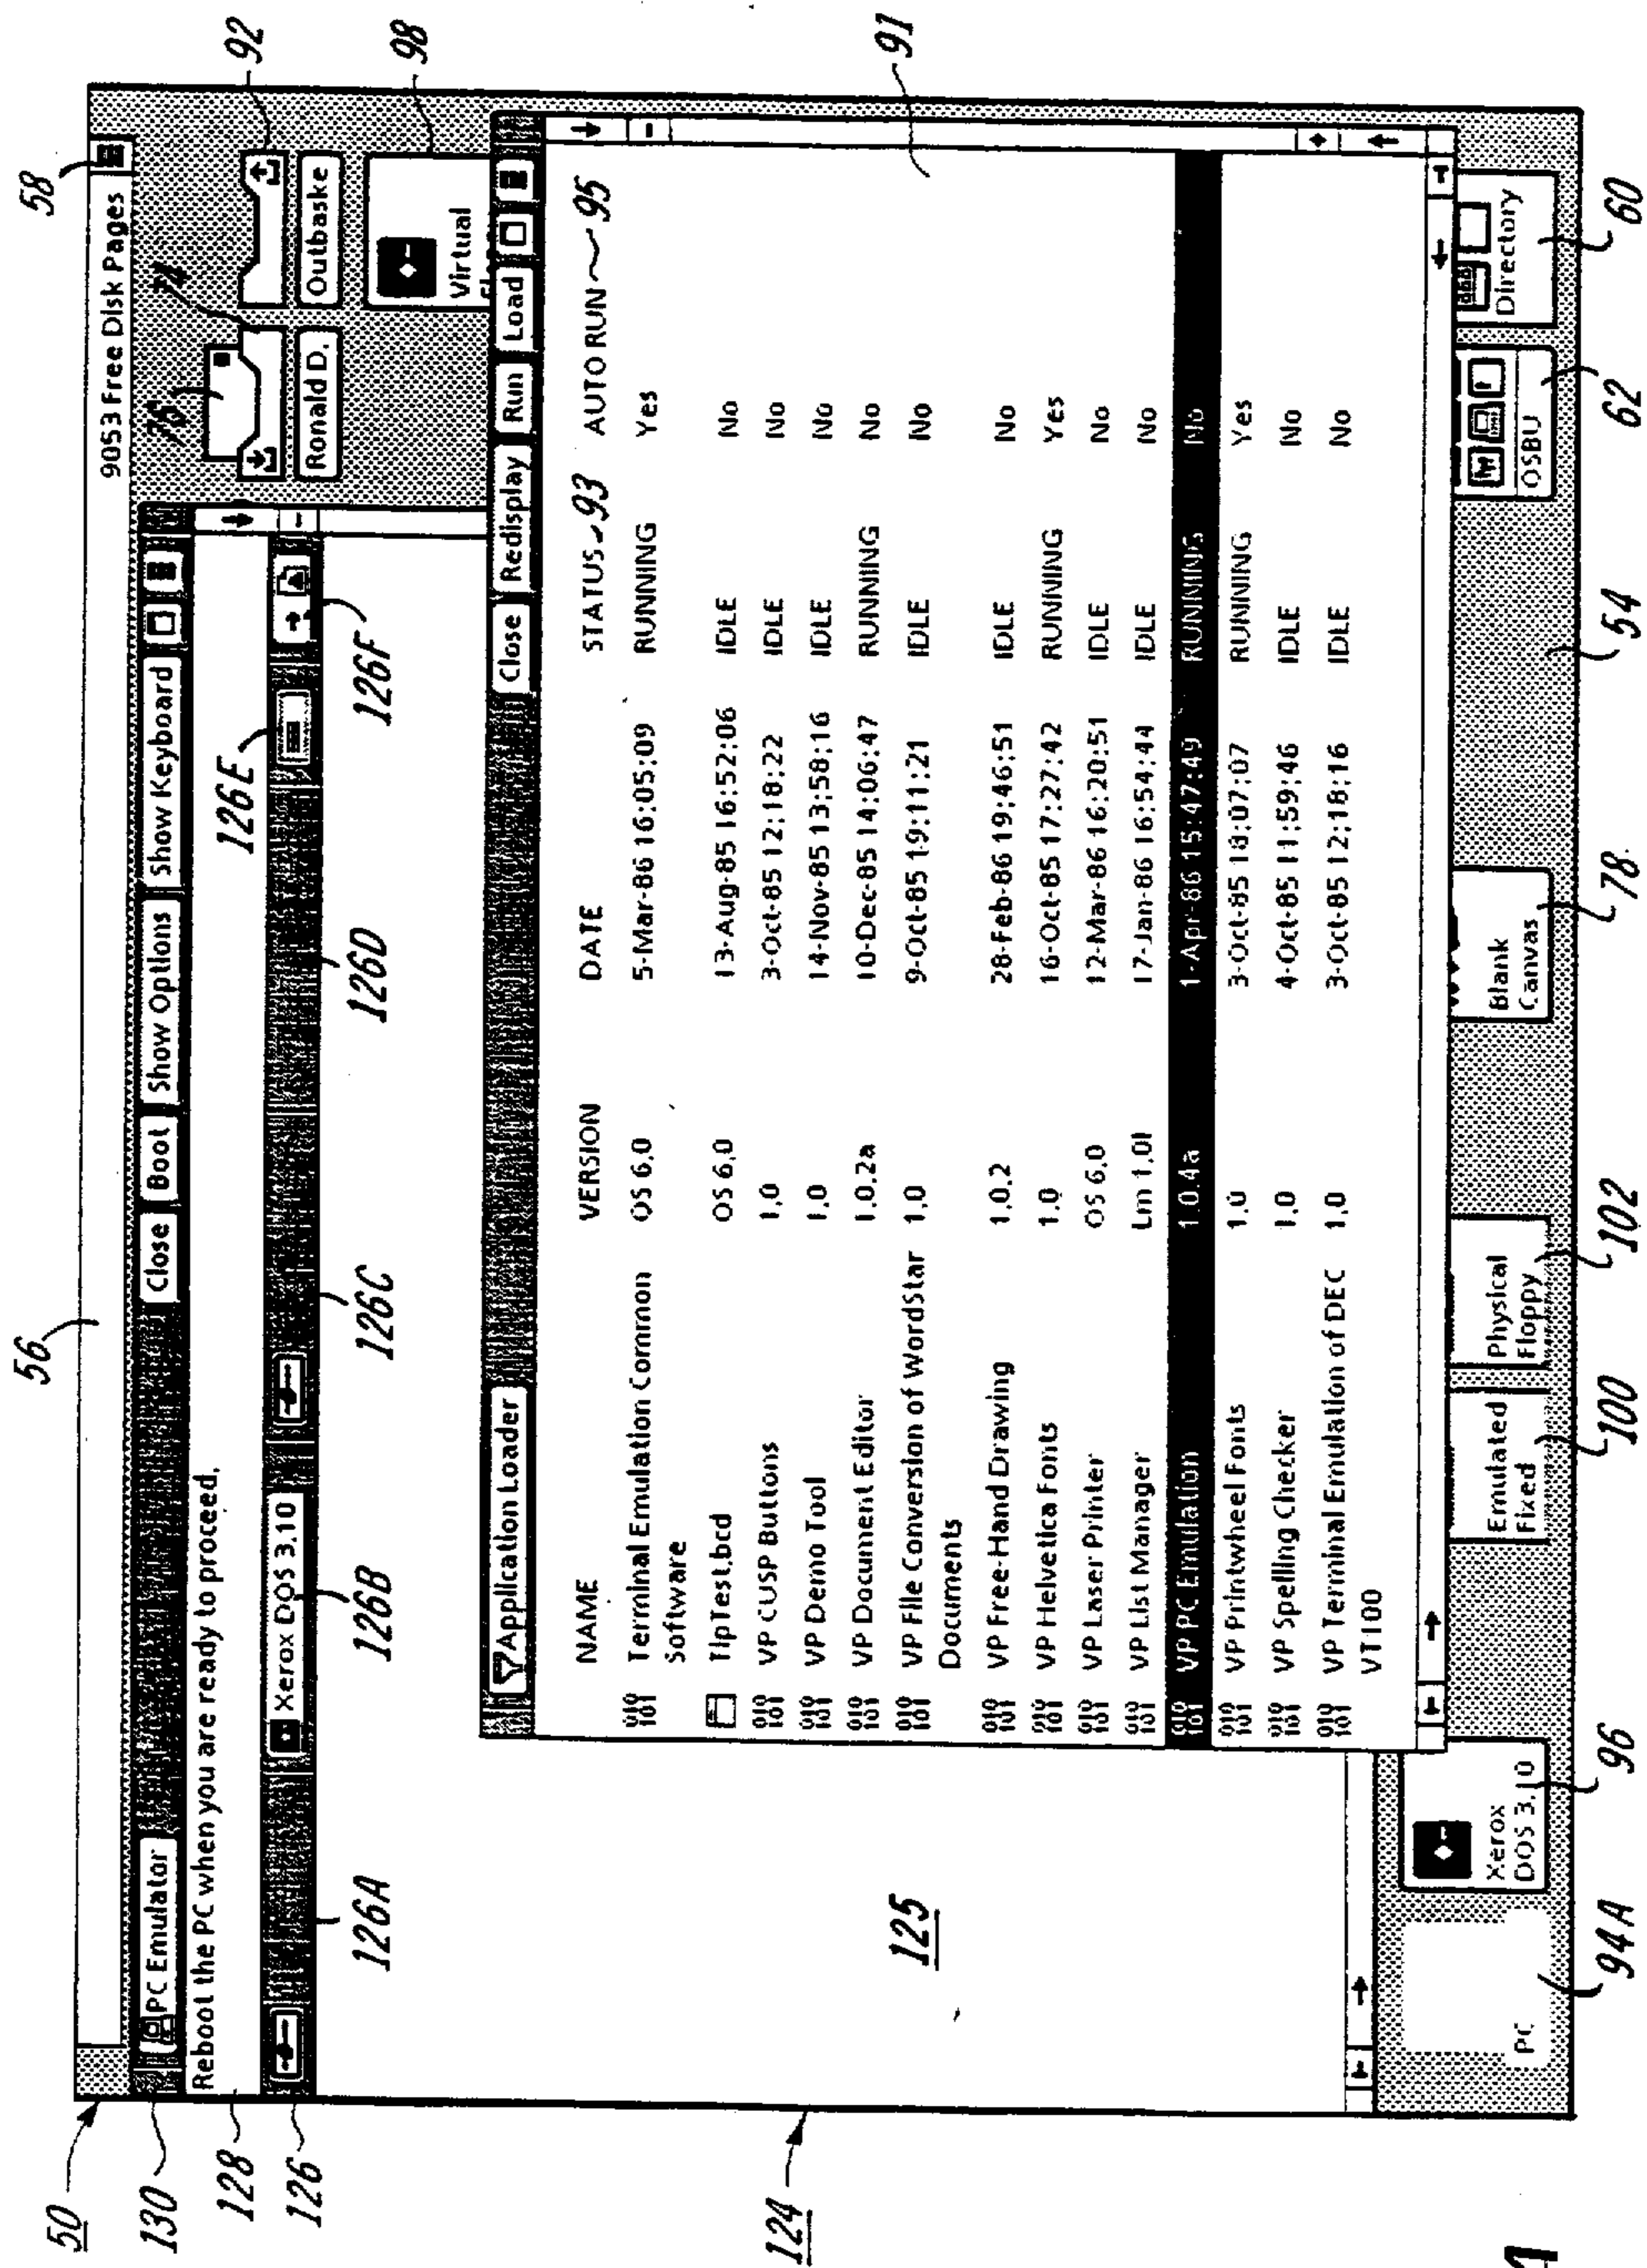 56
58
50
9053 Free Disk Pages
130
PC Emulator
Close
Boot
Show Options
Show Keyboard
76
74
92
128
Reboot the PC when you are ready to proceed.
Ronald D.
Outbaske
126
Xerox DOS 3.10
126A
126B
126C
126D
126E
126F
98
Virtual
Application Loader
Close
Redisplay
Run
Load
NAME VERSION DATE STATUS 93 AUTO RUN 95
Terminal Emulation Common OS 6.0 5-Mar-86 16:05:09 RUNNING Yes
Software
TipTest.bcd OS 6.0 13-Aug-85 16:52:06 IDLE No
VP CUSP Buttons 1.0 3-Oct-85 12:18:22 IDLE No
VP Demo Tool 1.0 14-Nov-85 13:58:16 IDLE No
VP Document Editor 1.0.2a 10-Dec-85 14:06:47 RUNNING No
VP File Conversion of WordStar 1.0 9-Oct-85 19:11:21 IDLE No
Documents
VP Free-Hand Drawing 1.0.2 28-Feb-86 19:46:51 IDLE No
VP Helvetica Fonts 1.0 16-Oct-85 17:27:42 RUNNING Yes
VP Laser Printer OS 6.0 12-Mar-86 16:20:51 IDLE No
VP List Manager 17-Jan-86 16:54:44 IDLE No
VP PC Emulation 1.0.4a 1-Apr-86 15:47:49 RUNNING No
VP Printwheel Fonts 1.0 3-Oct-85 18:07:07 RUNNING Yes
VP Spelling Checker 1.0 4-Oct-85 11:59:46 IDLE No
VP Terminal Emulation of DEC 1.0 3-Oct-85 12:18:16 IDLE No
VT100
91
124
125
PC
Xerox
DOS 3.10
Emulated
Fixed
Physical
Floppy
Blank
Canvas
OSBU
Directory
94A
96
100
102
78
54
62
60